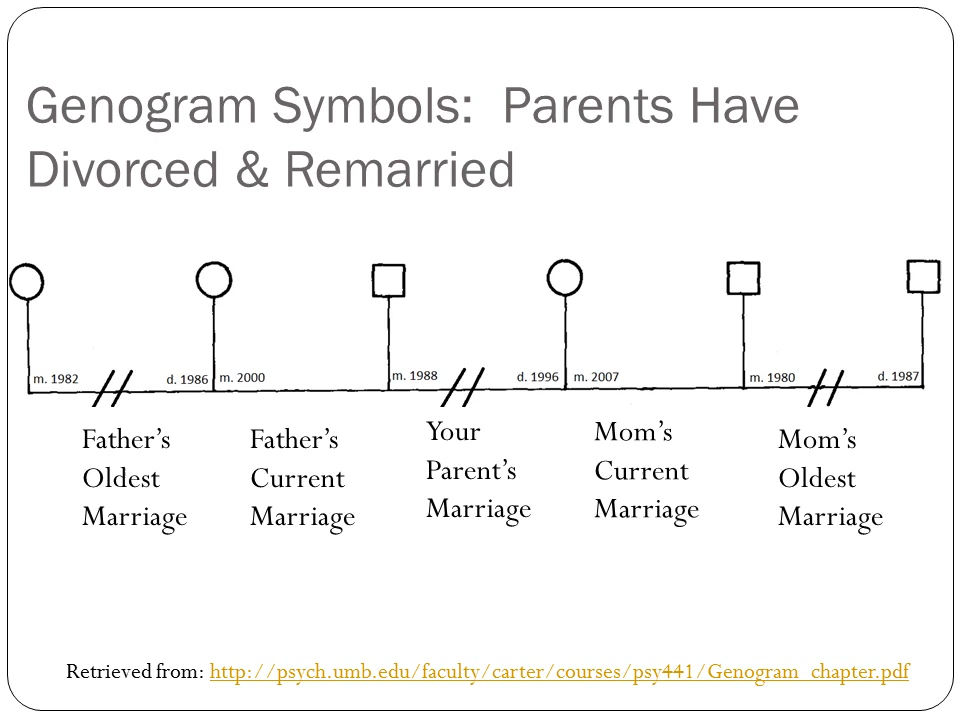 Genogram Symbols: Parents Have
Divorced & Remarried
m. 1982
d. 1986
m. 2000
m. 1988
d. 1996
m. 2007
m. 1980
d. 1987
Father’s
Oldest
Marriage
Father’s
Current
Marriage
Your
Parent’s
Marriage
Mom’s
Current
Marriage
Mom’s
Oldest
Marriage
Retrieved from: http://psych.umb.edu/faculty/carter/courses/psy441/Genogram_chapter.pdf